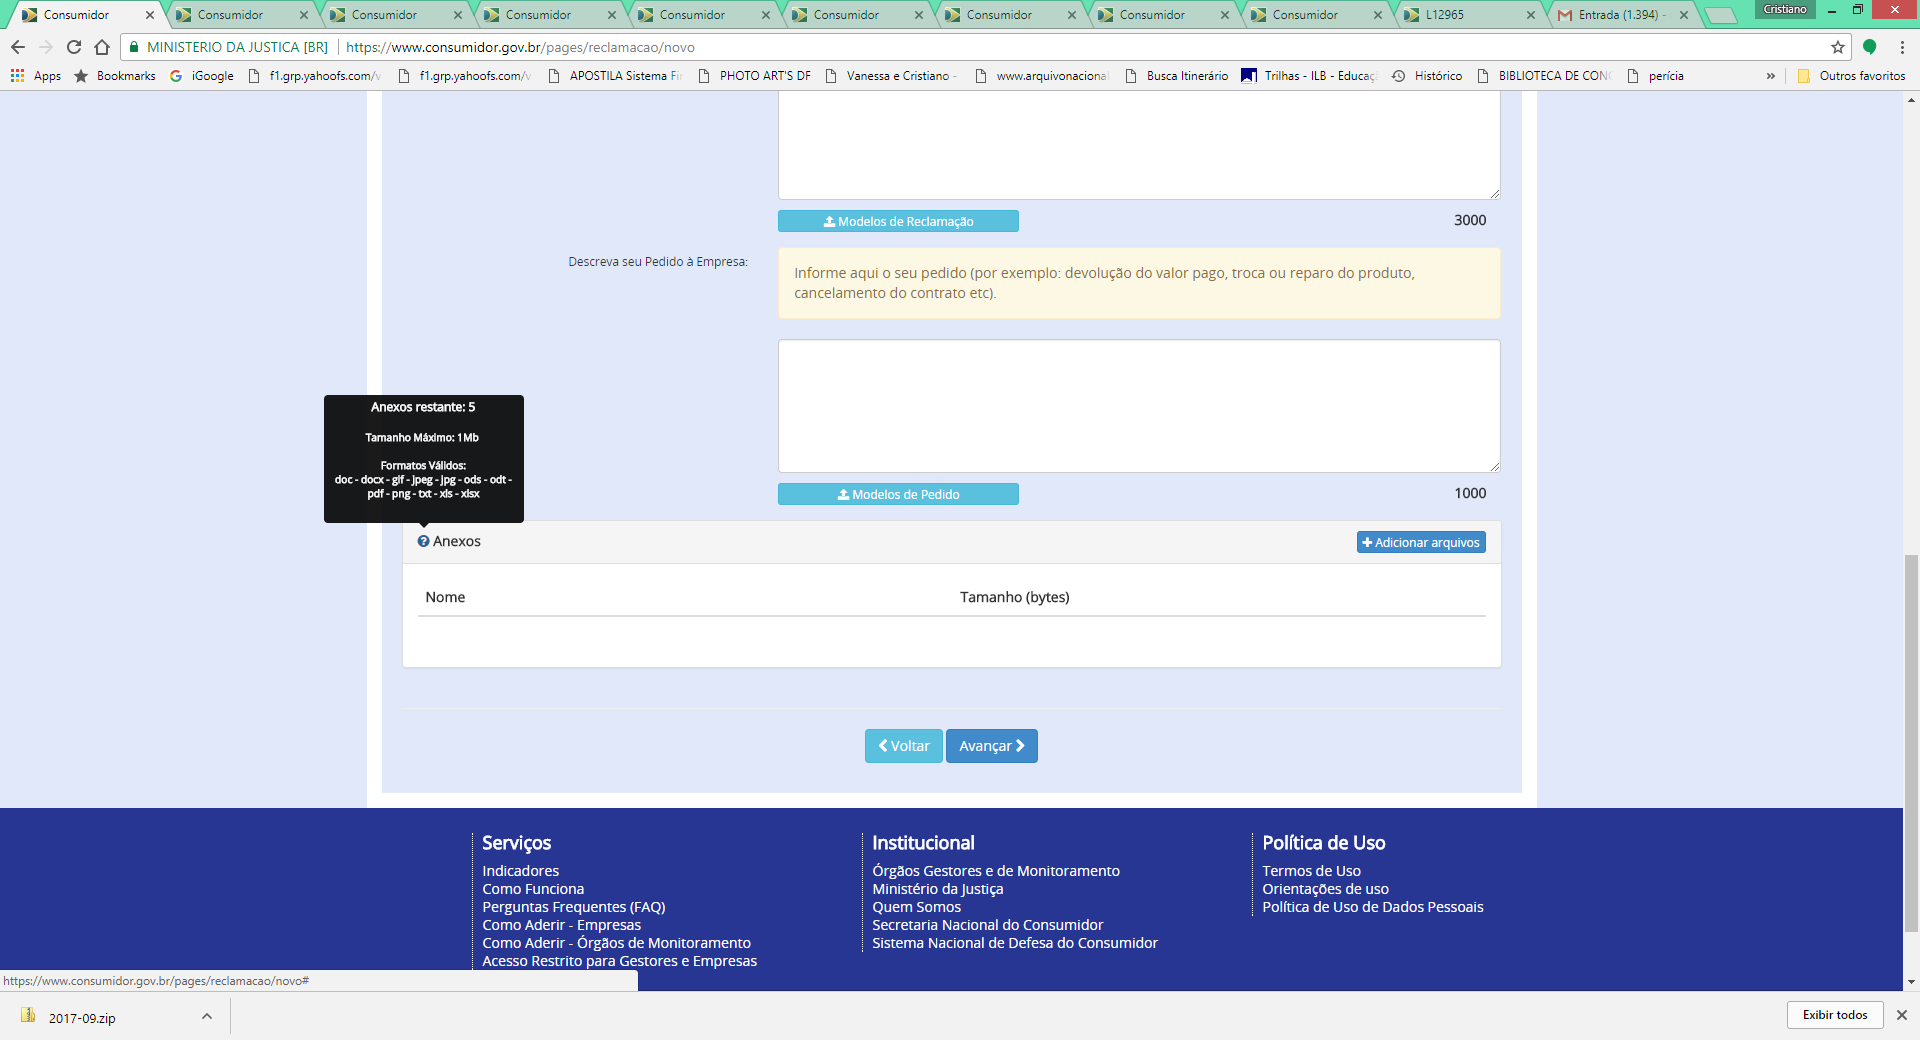 Consumidor
Consumidor
Consumidor
Consumidor
Consumidor
Consumidor
Consumidor
Consumidor
Consumidor
L12965
Entrada (1.394) -
Cristiano
MINISTERIO DA JUSTICA [BR]
https://www.consumidor.gov.br/pages/reclamacao/novo
Apps
Bookmarks
iGoogle
f1.grp.yahoofs.com/v
f1.grp.yahoofs.com/v
APOSTILA Sistema Fi
PHOTO ART'S DF
Vanessa e Cristiano -
www.arquivonacional
Busca Itinerário
Trilhas - ILB - Educaç
Histórico
BIBLIOTECA DE CON
perícia
»
Outros favoritos
Modelos de Reclamação
3000
Descreva seu Pedido à Empresa:
Informe aqui o seu pedido (por exemplo: devolução do valor pago, troca ou reparo do produto,
cancelamento do contrato etc).
Modelos de Pedido
1000
Anexos restante: 5
Tamanho Máximo: 1Mb
Formatos Válidos:
doc - docx - gif - jpeg - jpg - ods - odt -
pdf - png - txt - xls - xlsx
Anexos
Adicionar arquivos
Nome
Tamanho (bytes)
Voltar
Avançar
Serviços
Indicadores
Como Funciona
Perguntas Frequentes (FAQ)
Como Aderir - Empresas
Como Aderir - Órgãos de Monitoramento
Acesso Restrito para Gestores e Empresas
Institucional
Órgãos Gestores e de Monitoramento
Ministério da Justiça
Quem Somos
Secretaria Nacional do Consumidor
Sistema Nacional de Defesa do Consumidor
Política de Uso
Termos de Uso
Orientações de uso
Política de Uso de Dados Pessoais
https://www.consumidor.gov.br/pages/reclamacao/novo#
2017-09.zip
Exibir todos